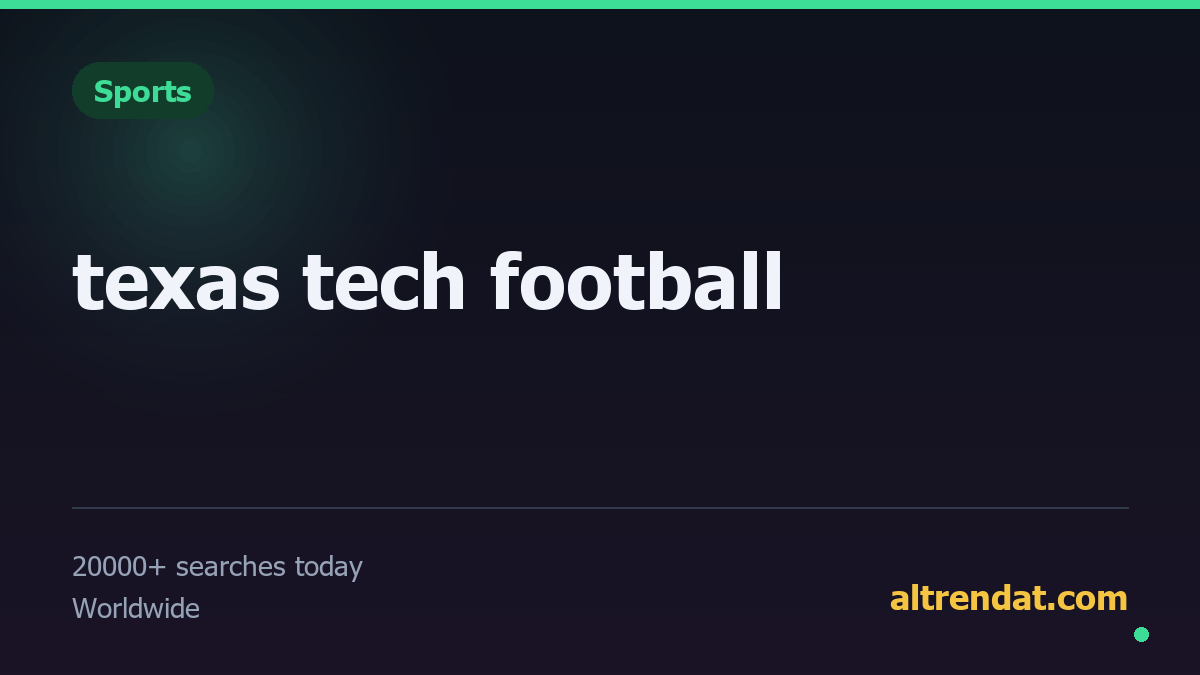 Sports
texas tech football
20000+ searches today
Worldwide
altrendat.com